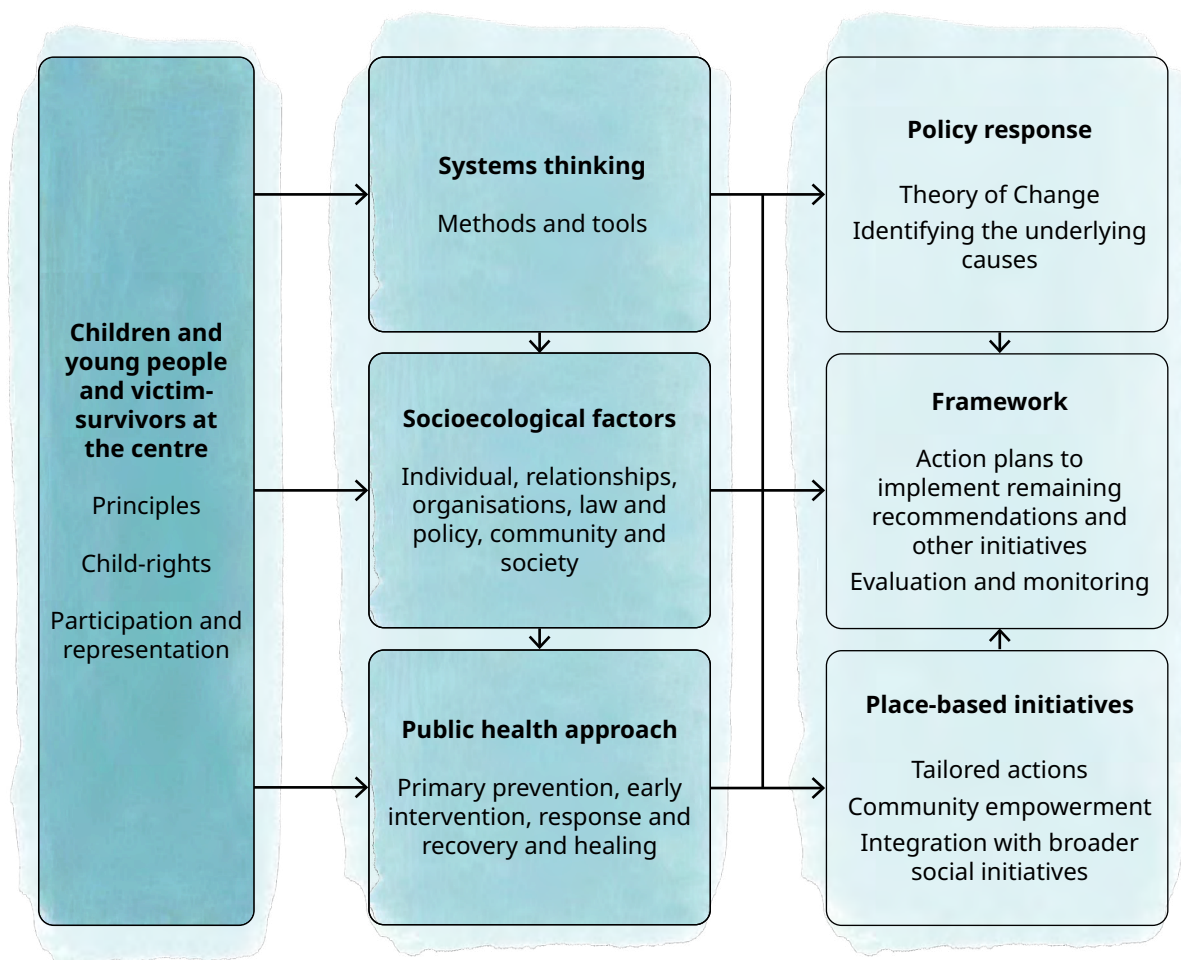 Children and
young people
and victim-
survivors at
the centre
Principles
Child-rights
Participation and
representation
Systems thinking
Methods and tools
Socioecological factors
Individual, relationships,
organisations, law and
policy, community and
society
Public health approach
Primary prevention, early
intervention, response and
recovery and healing
Policy response
Theory of Change
Identifying the underlying
causes
Framework
Action plans to
implement remaining
recommendations and
other initiatives
Evaluation and monitoring
Place-based initiatives
Tailored actions
Community empowerment
Integration with broader
social initiatives